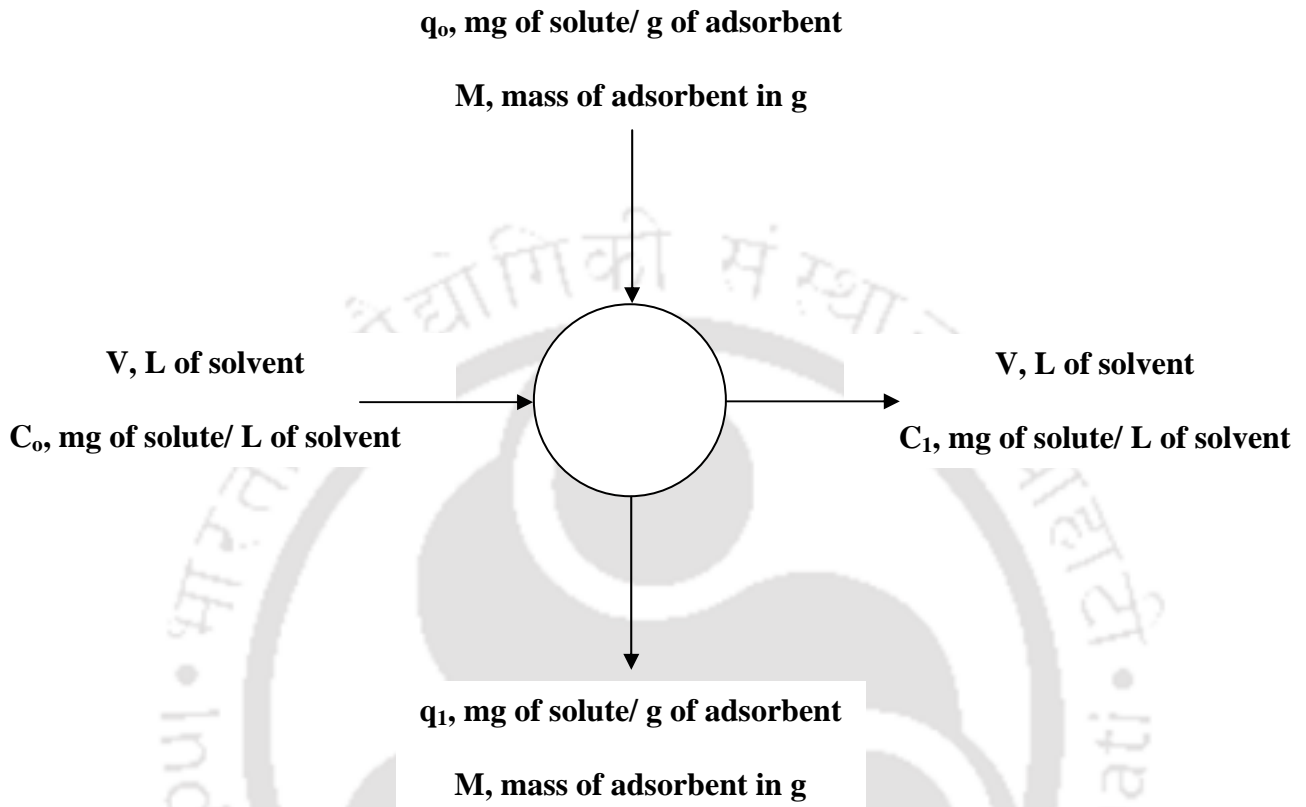 qₒ, mg of solute/ g of adsorbent
M, mass of adsorbent in g
V, L of solvent
Cₒ, mg of solute/ L of solvent
V, L of solvent
C₁, mg of solute/ L of solvent
q₁, mg of solute/ g of adsorbent
M, mass of adsorbent in g